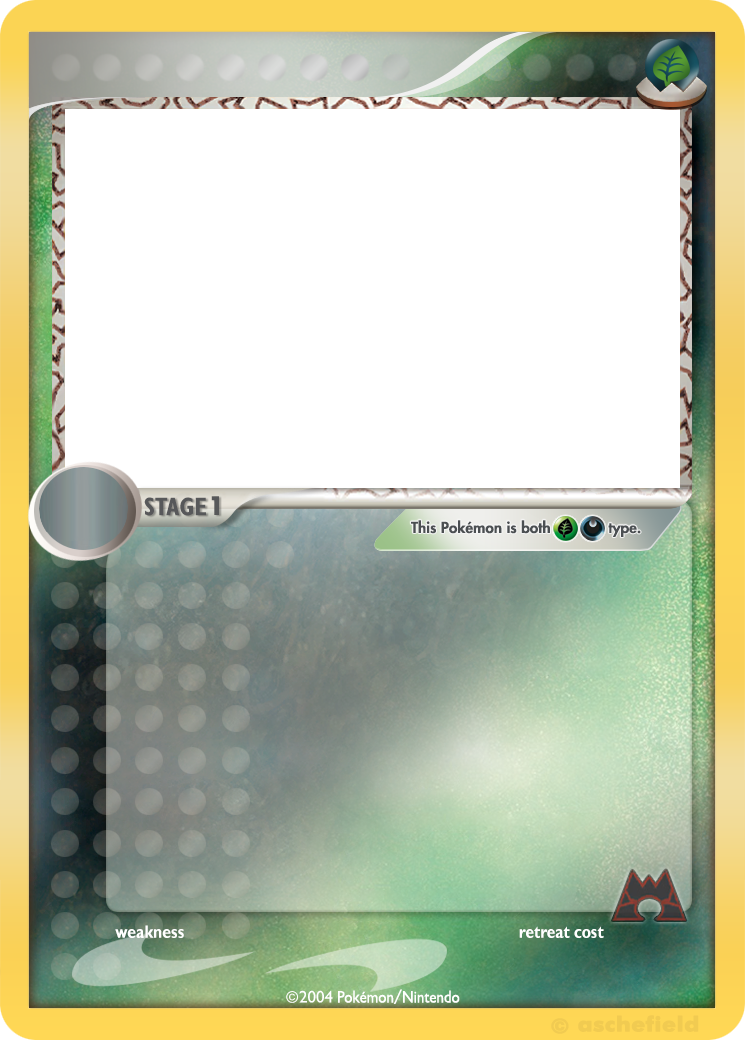 STAGE 1
This Pokémon is both type.
weakness
retreat cost
©2004 Pokémon/Nintendo
© aschefield